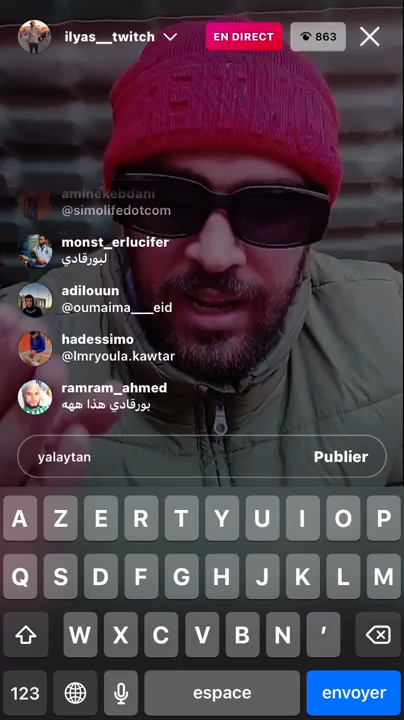 ilyas__twitch
EN DIRECT
863
aminekebdani
@simolifedotcom
monst_erlucifer
لبورقادي
adilouun
@oumaima___eid
hadessimo
@lmryoula.kawtar
ramram_ahmed
بورقادي هذا ههه
yalaytan
Publier
A Z E R T Y U I O P
Q S D F G H J K L M
W X C V B N ’
123
espace
envoyer